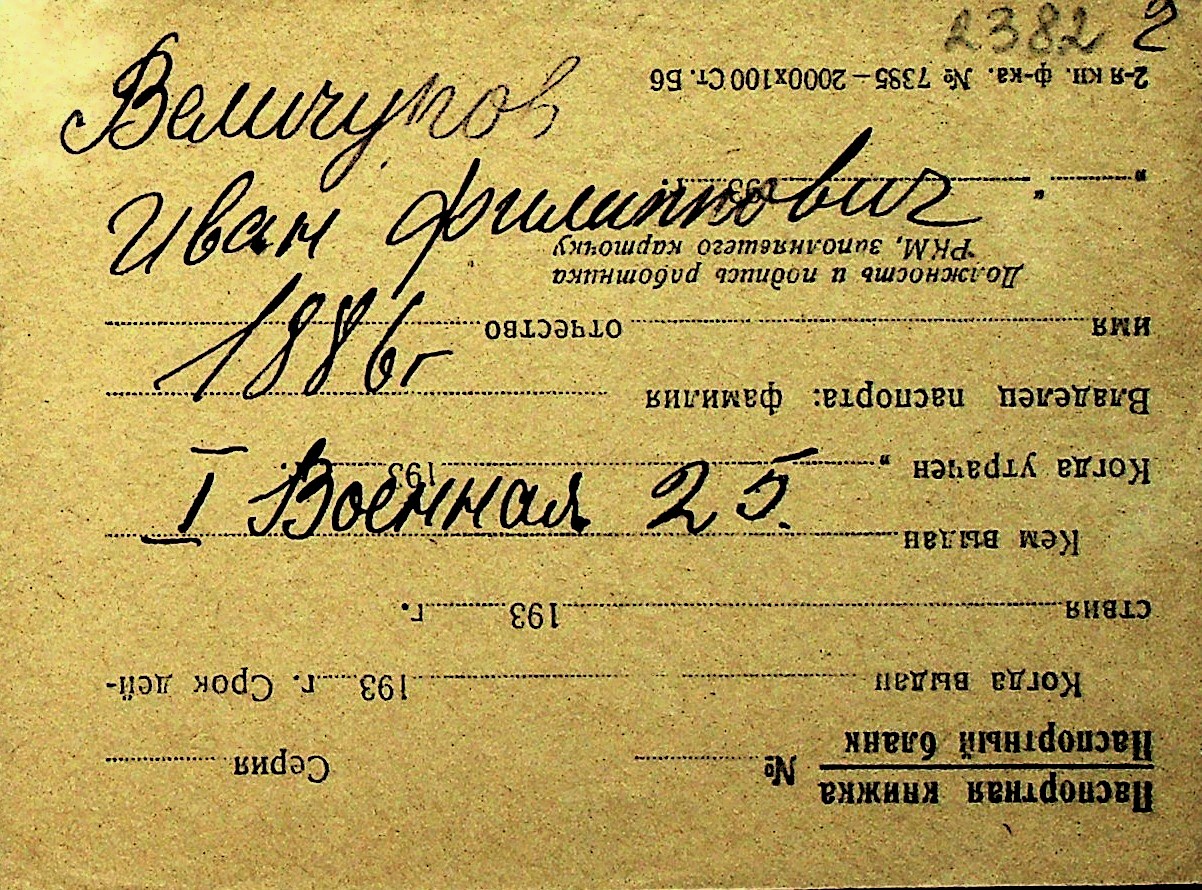 2382 2
Величупов
Иван Филиппович
1886 г
I Военная 25.
Паспортная книжка
Паспортный бланк
№ Серия
Когда выдан 193 г. Срок дей-
ствия 193 г.
Кем выдан
Когда утрачен „ 193
Владелец паспорта: фамилия
имя отчество
Должность и подпись работника
РКМ, заполнявшего карточку
„ “ 193 г.
2-я кн. ф-ка. № 7385 — 2000х100 Ст. Б6